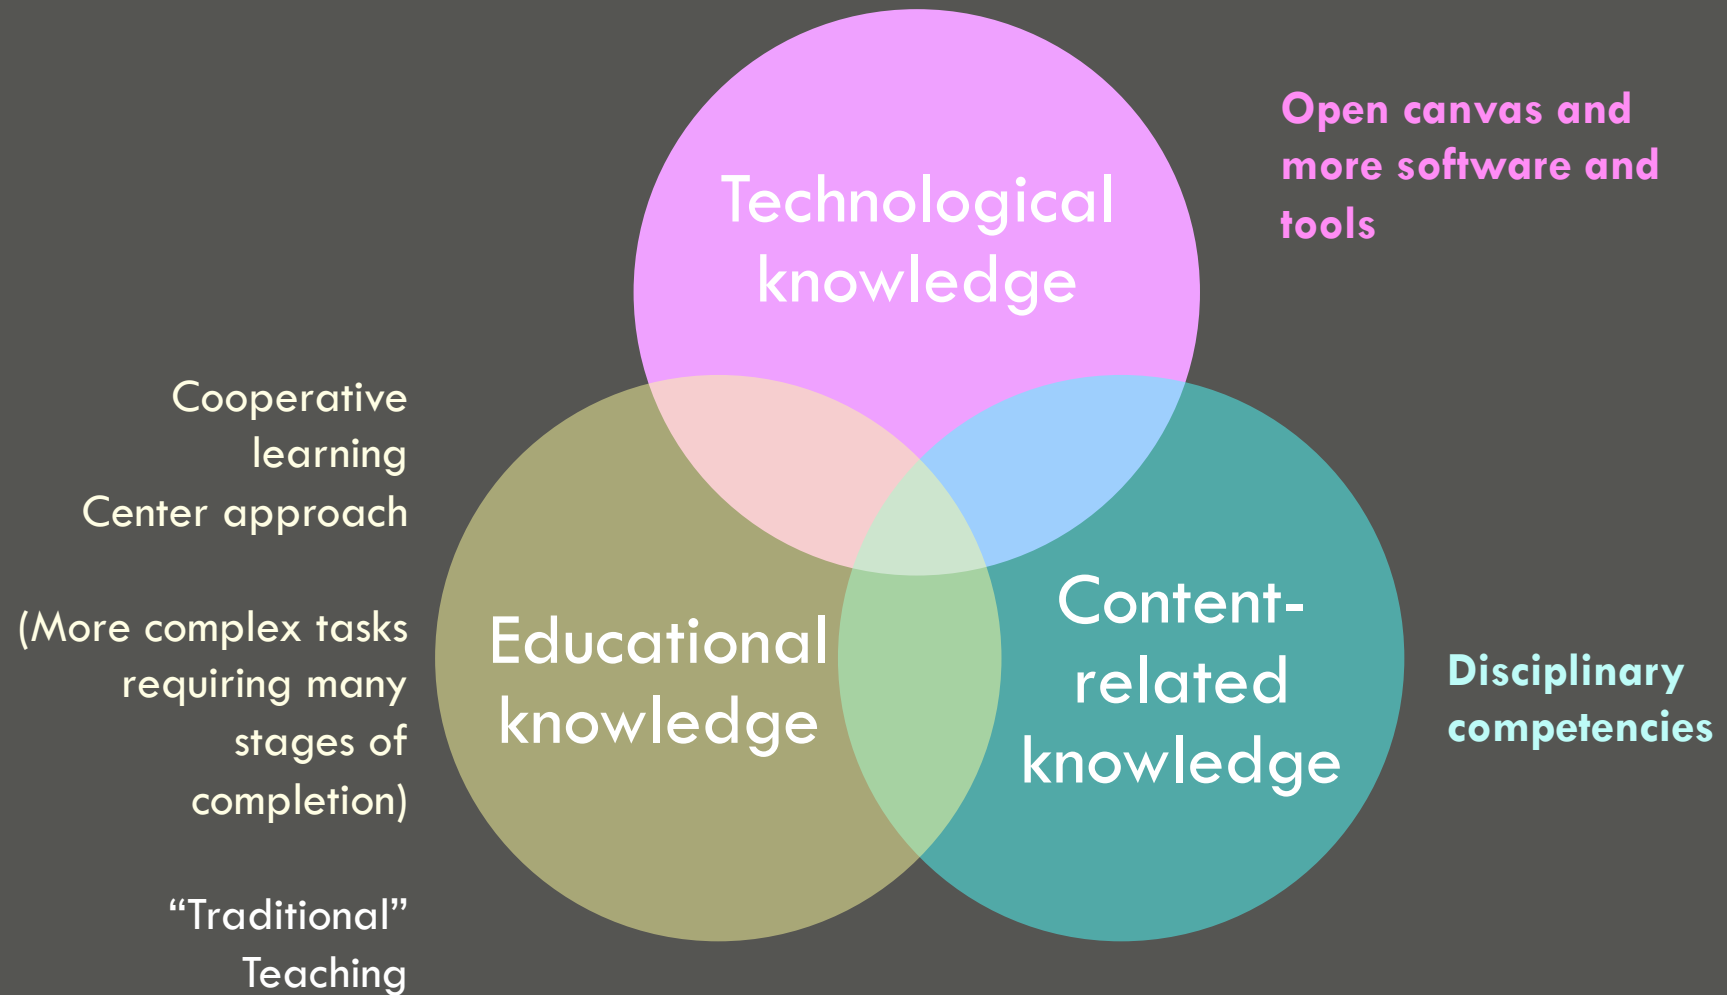 Technological
knowledge
Open canvas and
more software and
tools
Cooperative
learning
Center approach
(More complex tasks
requiring many
stages of
completion)
“Traditional”
Teaching
Educational
knowledge
Content-
related
knowledge
Disciplinary
competencies